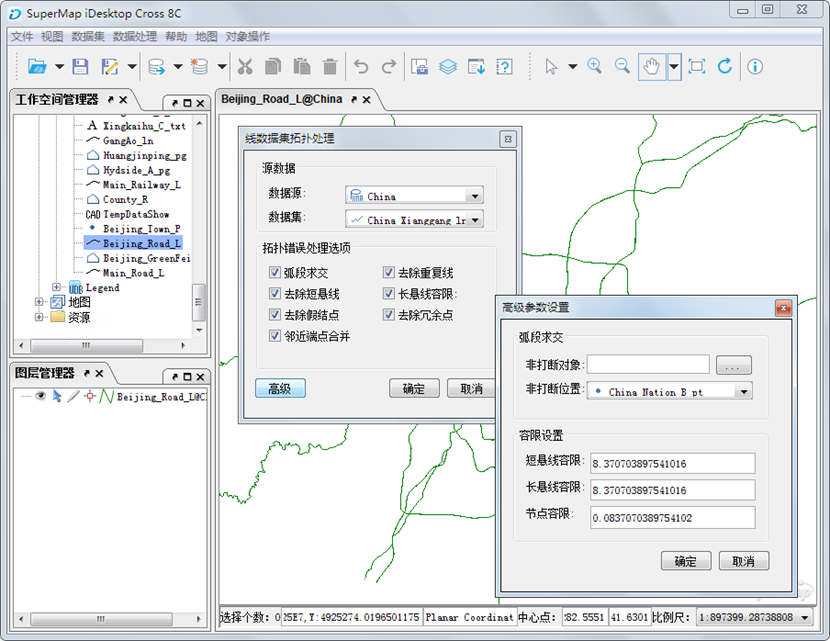 SuperMap iDesktop Cross 8C
文件 视图 数据集 数据处理 帮助 地图 对象操作
工作空间管理器
Xingkaihu_C_txt
GangAo_ln
Huangjinping_pg
Hydside_A_pg
Main_Railway_L
County_R
CAD TempDataShow
Beijing_Town_P
Beijing_Road_L
Beijing_GreenFei
Main_Road_L
UDB Legend
地图
资源
图层管理器
Beijing_Road_L@C
Beijing_Road_L@China
线数据集拓扑处理
源数据
数据源: China
数据集: China_Xianggang_lr
拓扑错误处理选项
弧段求交 去除重复线
去除短悬线 长悬线容限:
去除假结点 去除冗余点
邻近端点合并
高级 确定 取消
高级参数设置
弧段求交
非打断对象: ...
非打断位置: China_Nation_B_pt
容限设置
短悬线容限: 8.370703897541016
长悬线容限: 8.370703897541016
节点容限: 0.0837070389754102
确定 取消
选择个数: 0 25E7,Y:4925274.0196501175 Planar Coordinat 中心点: 82.5551 41.6301 比例尺: 1:897399.28738808